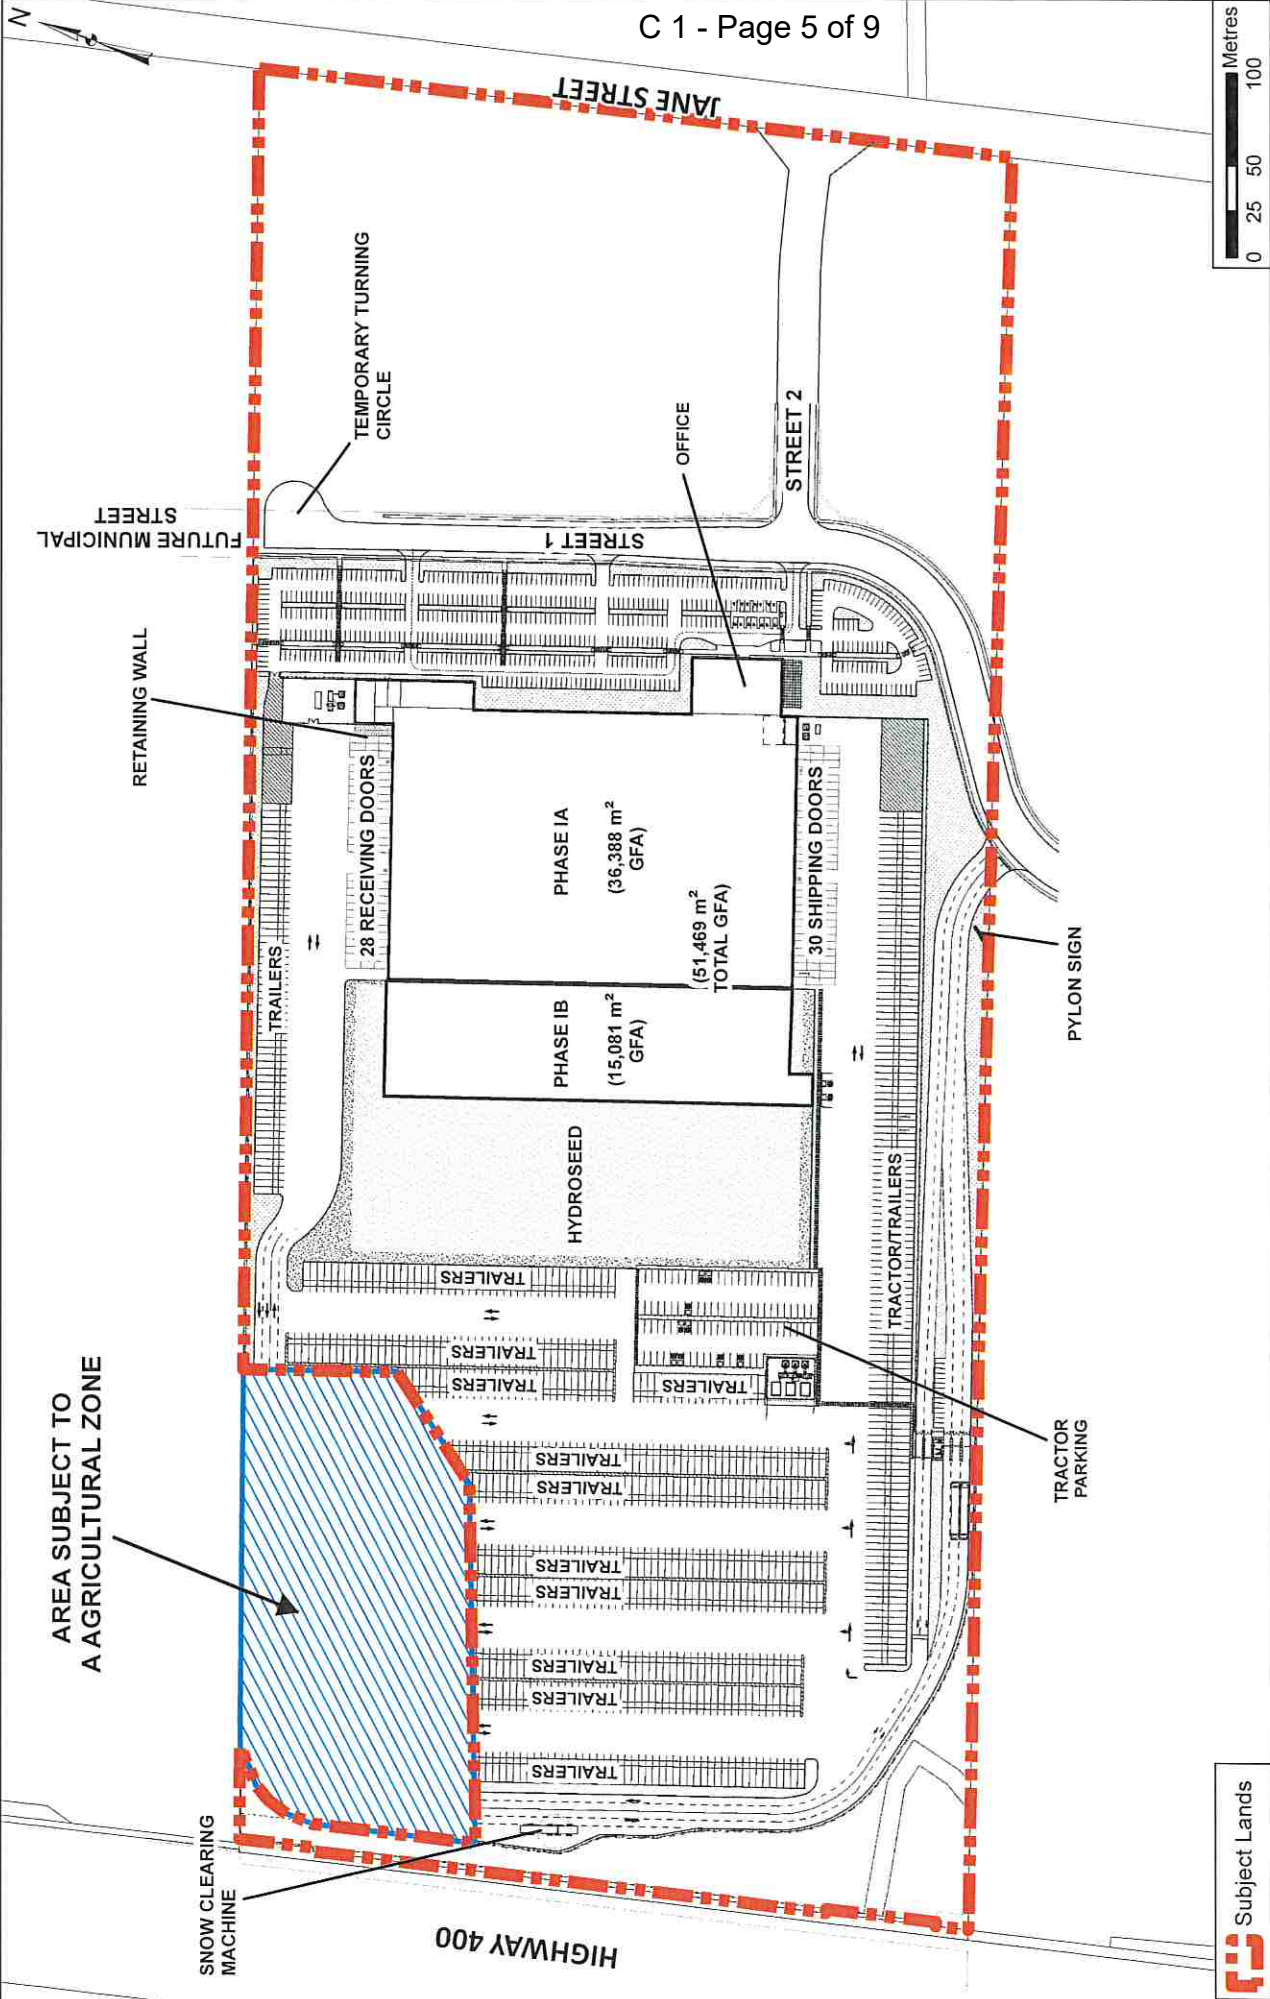 C 1 - Page 5 of 9
N
JANE STREET
Metres
0 25 50 100
TEMPORARY TURNING
CIRCLE
OFFICE
STREET 2
FUTURE MUNICIPAL
STREET
STREET 1
RETAINING WALL
TRAILERS
28 RECEIVING DOORS
PHASE IA
(36,388 m²
GFA)
(51,469 m²
TOTAL GFA)
30 SHIPPING DOORS
PHASE IB
(15,081 m²
GFA)
PYLON SIGN
HYDROSEED
TRACTOR/TRAILERS
TRAILERS
TRAILERS
TRAILERS
TRAILERS
TRACTOR
PARKING
AREA SUBJECT TO
A AGRICULTURAL ZONE
TRAILERS
TRAILERS
TRAILERS
TRAILERS
TRAILERS
TRAILERS
TRAILERS
SNOW CLEARING
MACHINE
HIGHWAY 400
Subject Lands